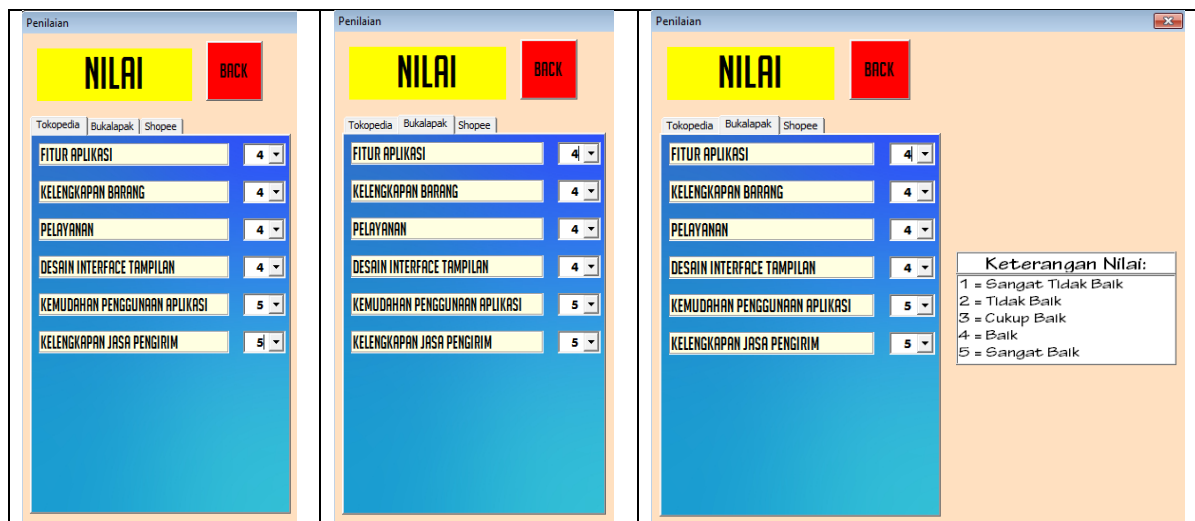 Penilaian
NILAI BACK
Tokopedia Bukalapak Shopee
FITUR APLIKASI 4
KELENGKAPAN BARANG 4
PELAYANAN 4
DESAIN INTERFACE TAMPILAN 4
KEMUDAHAN PENGGUNAAN APLIKASI 5
KELENGKAPAN JASA PENGIRIM 5
Penilaian
NILAI BACK
Tokopedia Bukalapak Shopee
FITUR APLIKASI 4
KELENGKAPAN BARANG 4
PELAYANAN 4
DESAIN INTERFACE TAMPILAN 4
KEMUDAHAN PENGGUNAAN APLIKASI 5
KELENGKAPAN JASA PENGIRIM 5
Penilaian
NILAI BACK
Tokopedia Bukalapak Shopee
FITUR APLIKASI 4
KELENGKAPAN BARANG 4
PELAYANAN 4
DESAIN INTERFACE TAMPILAN 4
KEMUDAHAN PENGGUNAAN APLIKASI 5
KELENGKAPAN JASA PENGIRIM 5
Keterangan Nilai:
1 = Sangat Tidak Baik
2 = Tidak Baik
3 = Cukup Baik
4 = Baik
5 = Sangat Baik